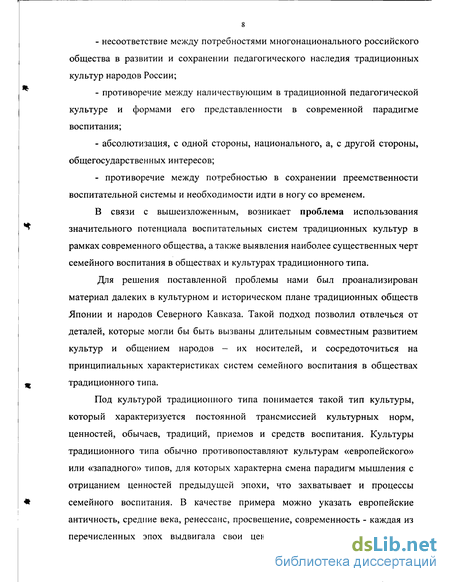 8
- несоответствие между потребностями многонационального российского
общества в развитии и сохранении педагогического наследия традиционных
культур народов России;
- противоречие между наличествующим в традиционной педагогической
культуре и формами его представленности в современной парадигме
воспитания;
- абсолютизация, с одной стороны, национального, а, с другой стороны,
общегосударственных интересов;
- противоречие между потребностью в сохранении преемственности
воспитательной системы и необходимости идти в ногу со временем.
В связи с вышеизложенным, возникает проблема использования
значительного потенциала воспитательных систем традиционных культур в
рамках современного общества, а также выявления наиболее существенных черт
семейного воспитания в обществах и культурах традиционного типа.
Для решения поставленной проблемы нами был проанализирован
материал далеких в культурном и историческом плане традиционных обществ
Японии и народов Северного Кавказа. Такой подход позволил отвлечься от
деталей, которые могли бы быть вызваны длительным совместным развитием
культур и общением народов – их носителей, и сосредоточиться на
принципиальных характеристиках систем семейного воспитания в обществах
традиционного типа.
Под культурой традиционного типа понимается такой тип культуры,
который характеризуется постоянной трансмиссией культурных норм,
ценностей, обычаев, традиций, приемов и средств воспитания. Культуры
традиционного типа обычно противопоставляют культурам «европейского»
или «западного» типов, для которых характерна смена парадигм мышления с
отрицанием ценностей предыдущей эпохи, что захватывает и процессы
семейного воспитания. В качестве примера можно указать европейские
античность, средние века, ренессанс, просвещение, современность - каждая из
перечисленных эпох выдвигала свои цен
dslib.net
библиотека диссертаций